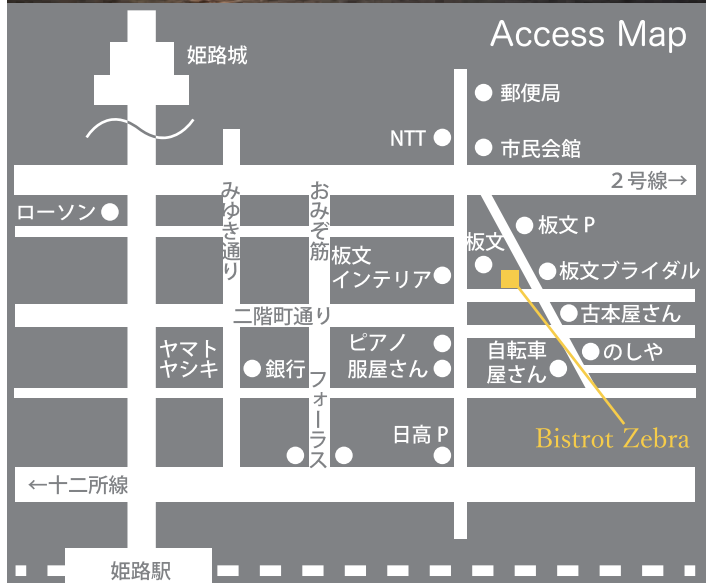 Access Map
姫路城
郵便局
NTT
市民会館
２号線→
ローソン
みゆき通り
おみぞ筋
板文
インテリア
板文
板文 P
板文ブライダル
二階町通り
古本屋さん
ヤマト
ヤシキ
銀行
ピアノ
服屋さん
自転車
屋さん
のしや
フォーラス
日高 P
Bistrot Zebra
←十二所線
姫路駅